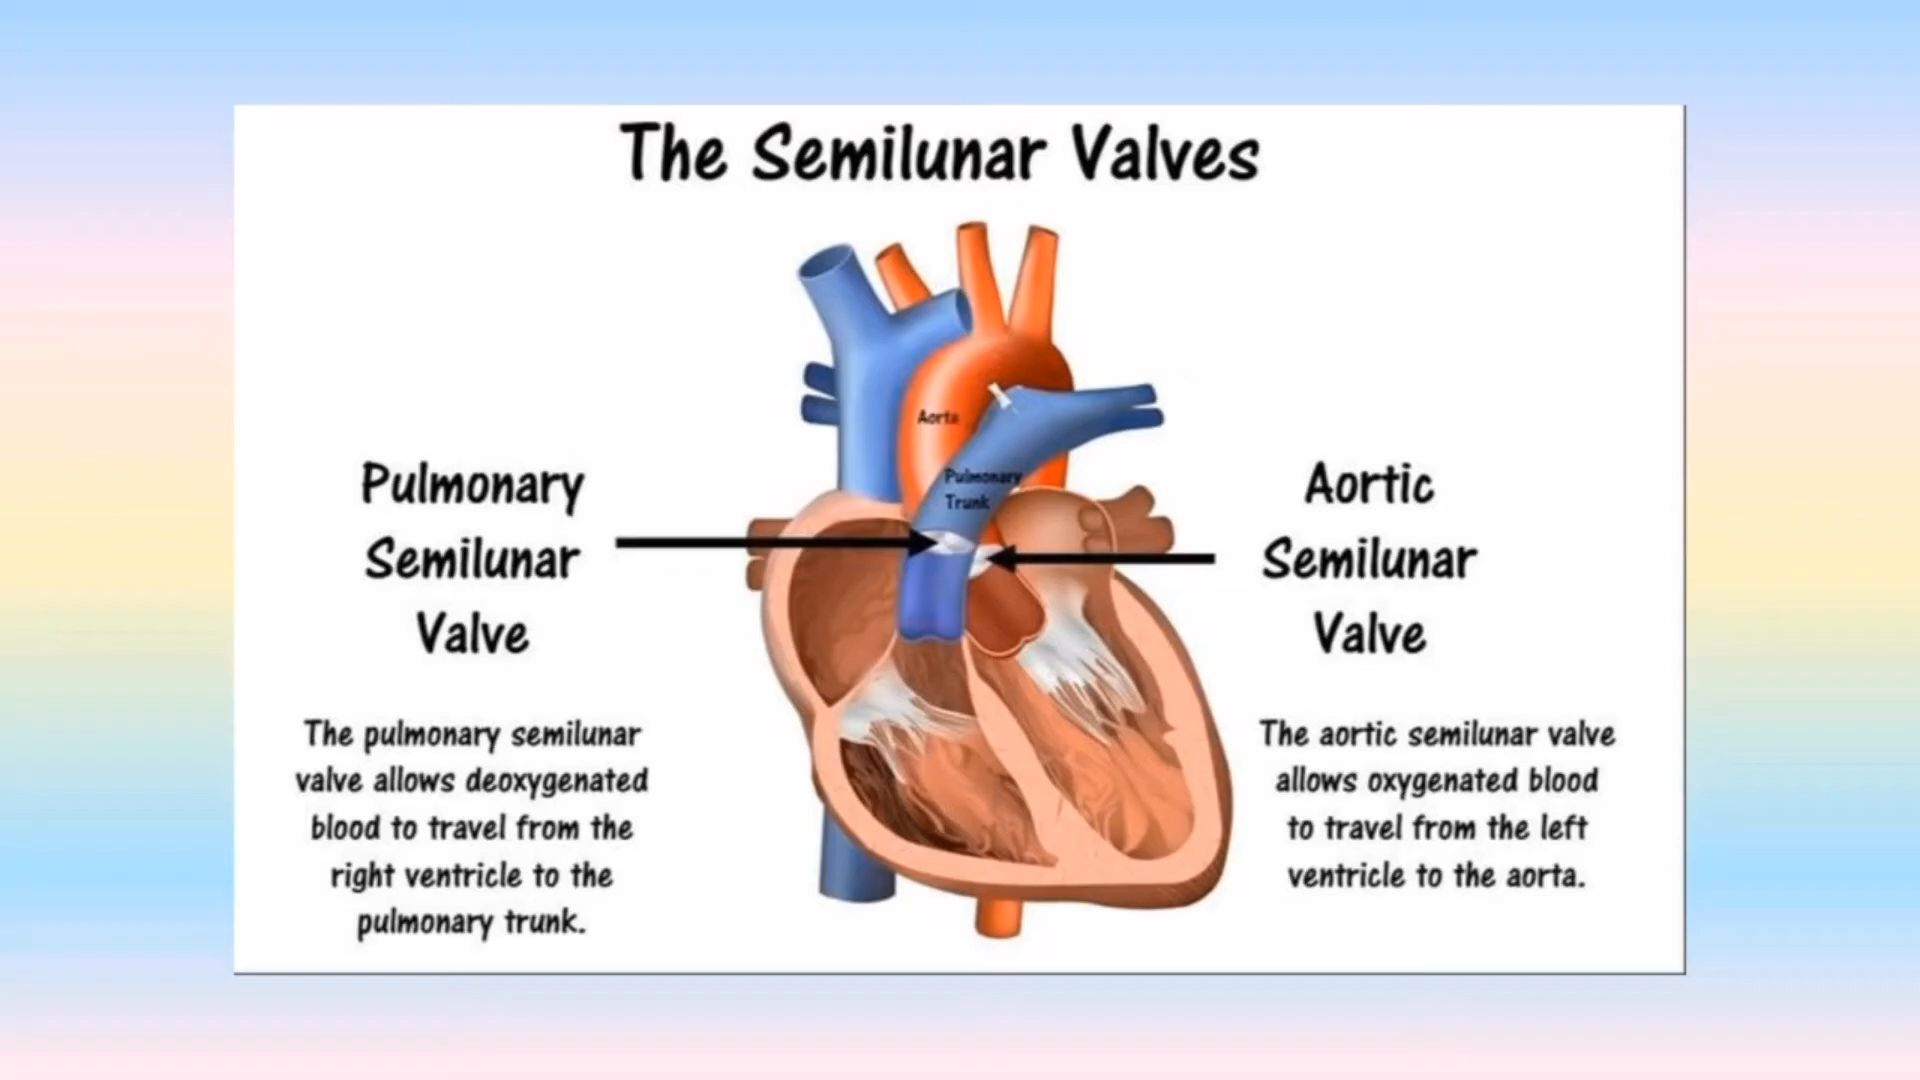 The Semilunar Valves
Aorta
Pulmonary
Trunk
Pulmonary
Semilunar
Valve
The pulmonary semilunar
valve allows deoxygenated
blood to travel from the
right ventricle to the
pulmonary trunk.
Aortic
Semilunar
Valve
The aortic semilunar valve
allows oxygenated blood
to travel from the left
ventricle to the aorta.